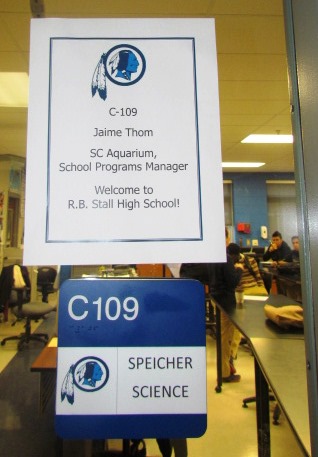 C-109
Jaime Thom
SC Aquarium,
School Programs Manager
Welcome to
R.B. Stall High School!
C109
SPEICHER
SCIENCE